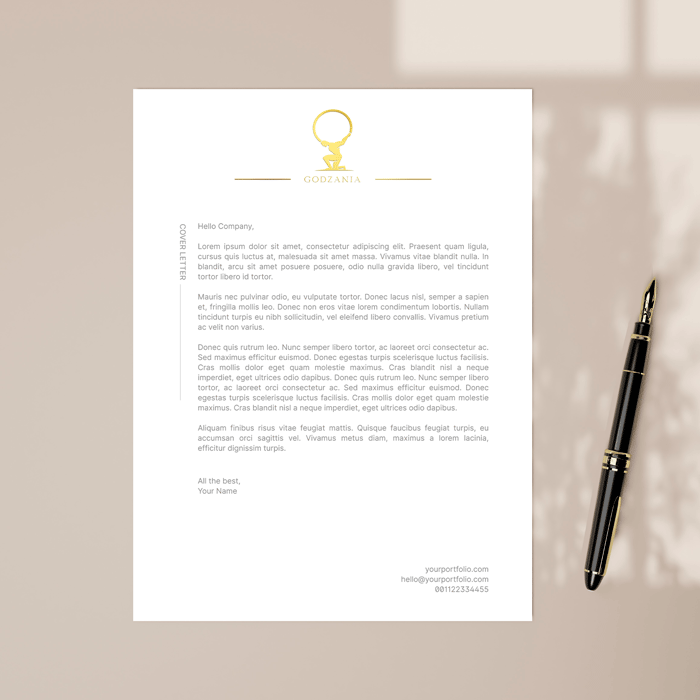 GODZANIA
COVER LETTER
Hello Company,
Lorem ipsum dolor sit amet, consectetur adipiscing elit. Praesent quam ligula,
cursus quis luctus at, malesuada sit amet massa. Vivamus vitae blandit nulla. In
blandit, arcu sit amet posuere posuere, odio nulla gravida libero, vel tincidunt
tortor libero id tortor.
Mauris nec pulvinar odio, eu vulputate tortor. Donec lacus nisl, semper a sapien
et, fringilla mollis leo. Donec non eros vitae lorem condimentum lobortis. Nullam
tincidunt turpis eu nibh sollicitudin, vel eleifend libero convallis. Vivamus pretium
ac velit non varius.
Donec quis rutrum leo. Nunc semper libero tortor, ac laoreet orci consectetur ac.
Sed maximus efficitur euismod. Donec egestas turpis scelerisque luctus facilisis.
Cras mollis dolor eget quam molestie maximus. Cras blandit nisl a neque
imperdiet, eget ultrices odio dapibus. Donec quis rutrum leo. Nunc semper libero
tortor, ac laoreet orci consectetur ac. Sed maximus efficitur euismod. Donec
egestas turpis scelerisque luctus facilisis. Cras mollis dolor eget quam molestie
maximus. Cras blandit nisl a neque imperdiet, eget ultrices odio dapibus.
Aliquam finibus risus vitae feugiat mattis. Quisque faucibus feugiat turpis, eu
accumsan orci sagittis vel. Vivamus metus diam, maximus a lorem lacinia,
efficitur dignissim turpis.
All the best,
Your Name
yourportfolio.com
hello@yourportfolio.com
001122334455